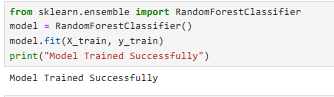 from sklearn.ensemble import RandomForestClassifier
model = RandomForestClassifier()
model.fit(X_train, y_train)
print("Model Trained Successfully")
Model Trained Successfully